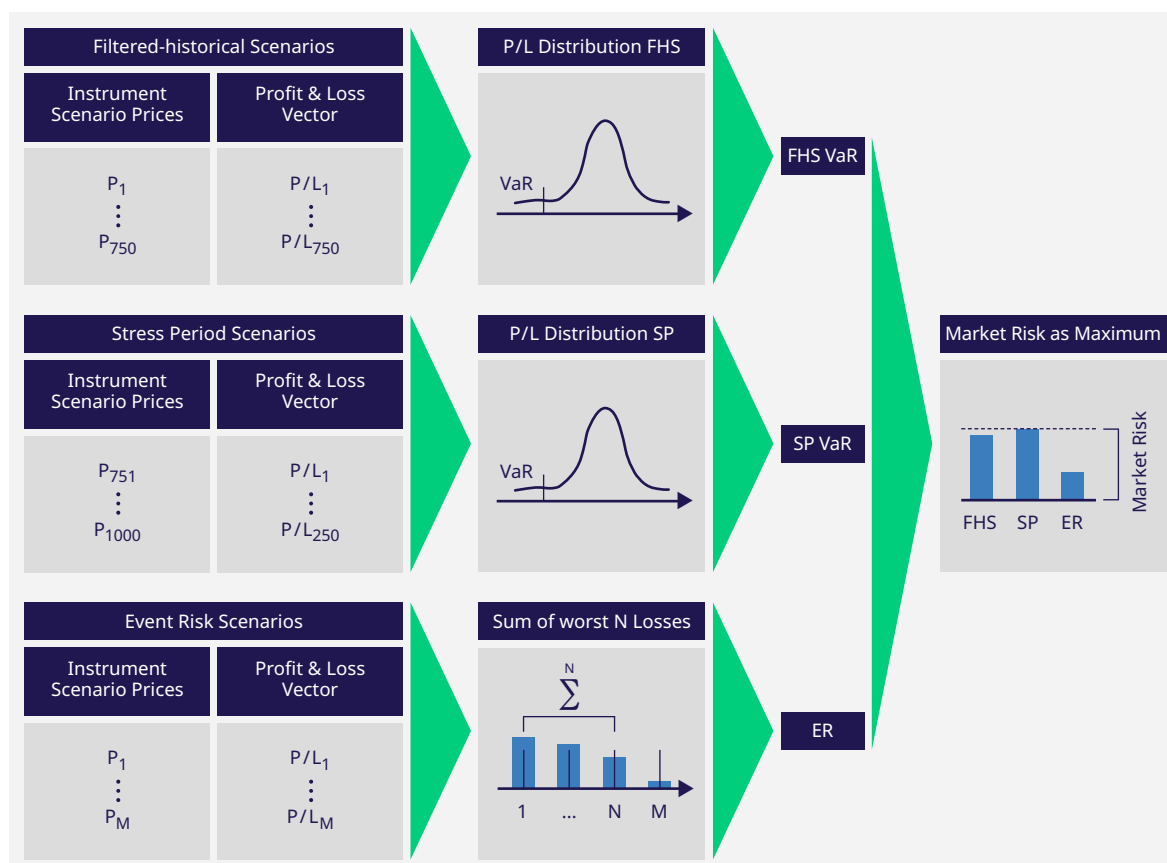 Filtered-historical Scenarios
Instrument
Scenario Prices
Profit & Loss
Vector
P1
P750
P/L1
P/L750
P/L Distribution FHS
VaR
FHS VaR
Stress Period Scenarios
Instrument
Scenario Prices
Profit & Loss
Vector
P751
P1000
P/L1
P/L250
P/L Distribution SP
VaR
SP VaR
Market Risk as Maximum
Market Risk
FHS SP ER
Event Risk Scenarios
Instrument
Scenario Prices
Profit & Loss
Vector
P1
PM
P/L1
P/LM
Sum of worst N Losses
N
Σ
1 ... N M
ER